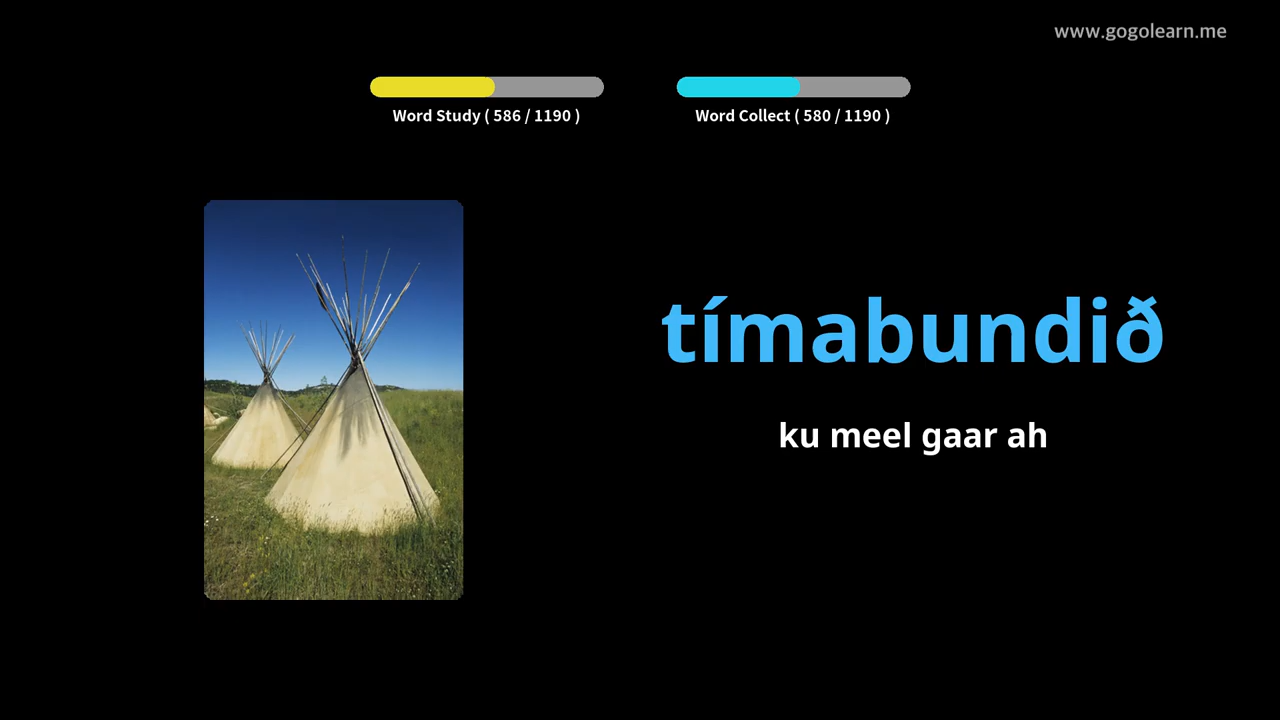 www.gogolearn.me
Word Study ( 586 / 1190 )
Word Collect ( 580 / 1190 )
tímabundið
ku meel gaar ah